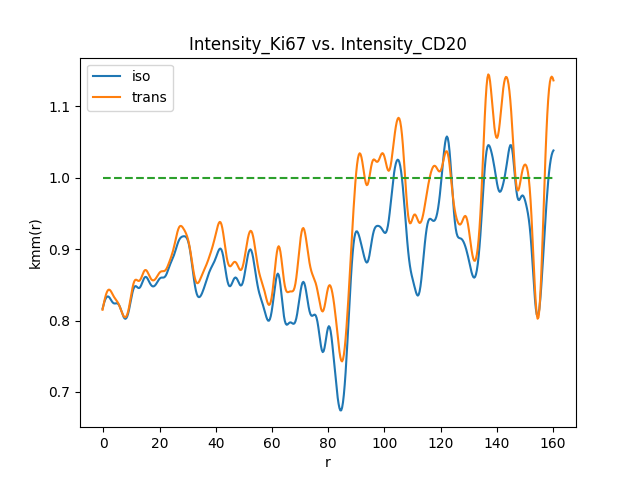 Intensity_Ki67 vs. Intensity_CD20
iso
trans
kmm(r)
1.1
1.0
0.9
0.8
0.7
0 20 40 60 80 100 120 140 160
r